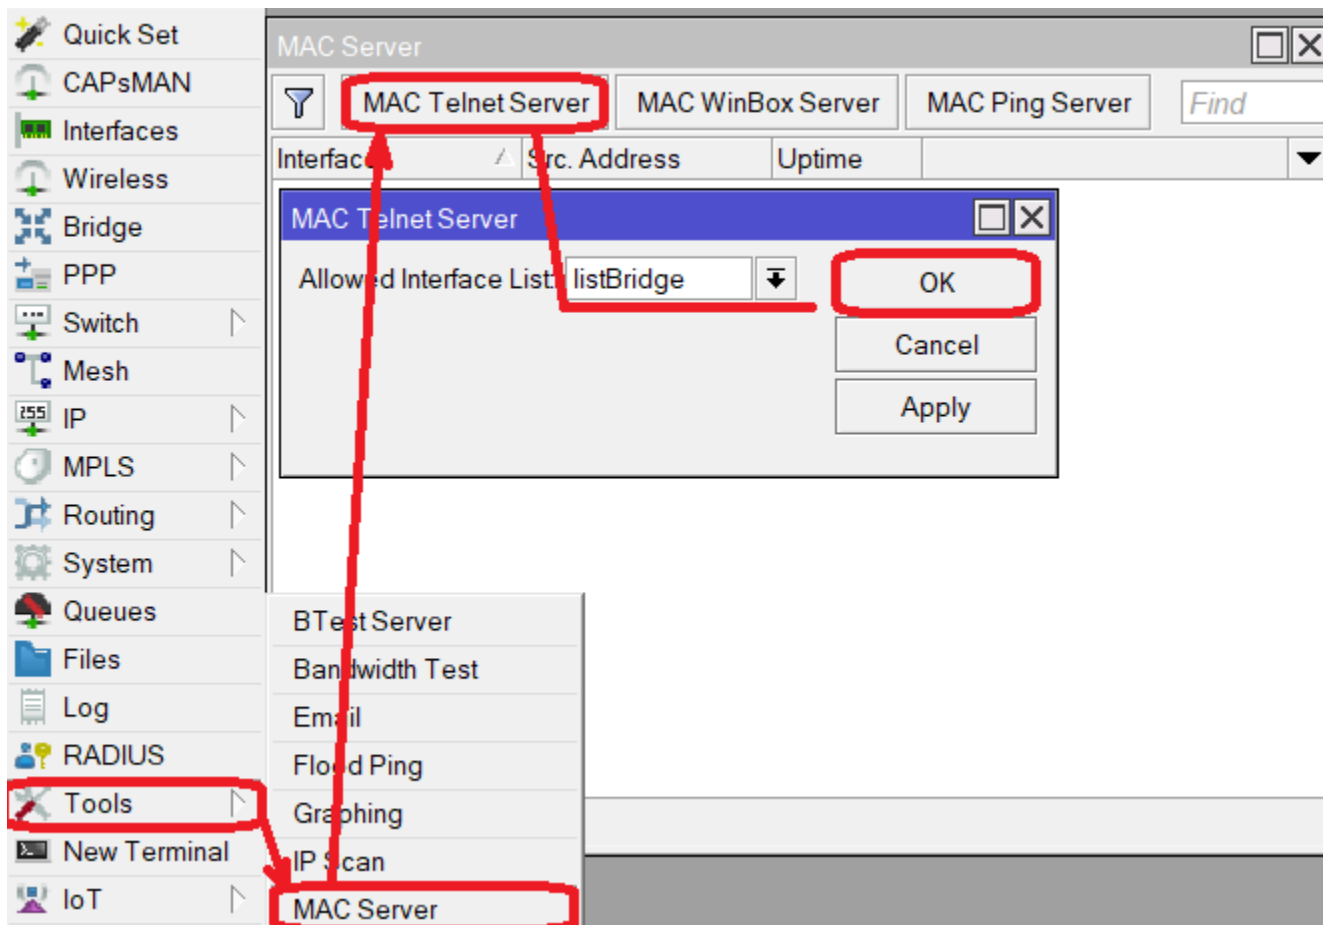 Quick Set
CAPsMAN
Interfaces
Wireless
Bridge
PPP
Switch
Mesh
255
IP
MPLS
Routing
System
Queues
Files
Log
RADIUS
Tools
New Terminal
IoT
MAC Server
MAC Telnet Server
MAC WinBox Server
MAC Ping Server
Find
Interface
Src. Address
Uptime
MAC Telnet Server
Allowed Interface List: listBridge
OK
Cancel
Apply
BTest Server
Bandwidth Test
Email
Flood Ping
Graphing
IP Scan
MAC Server